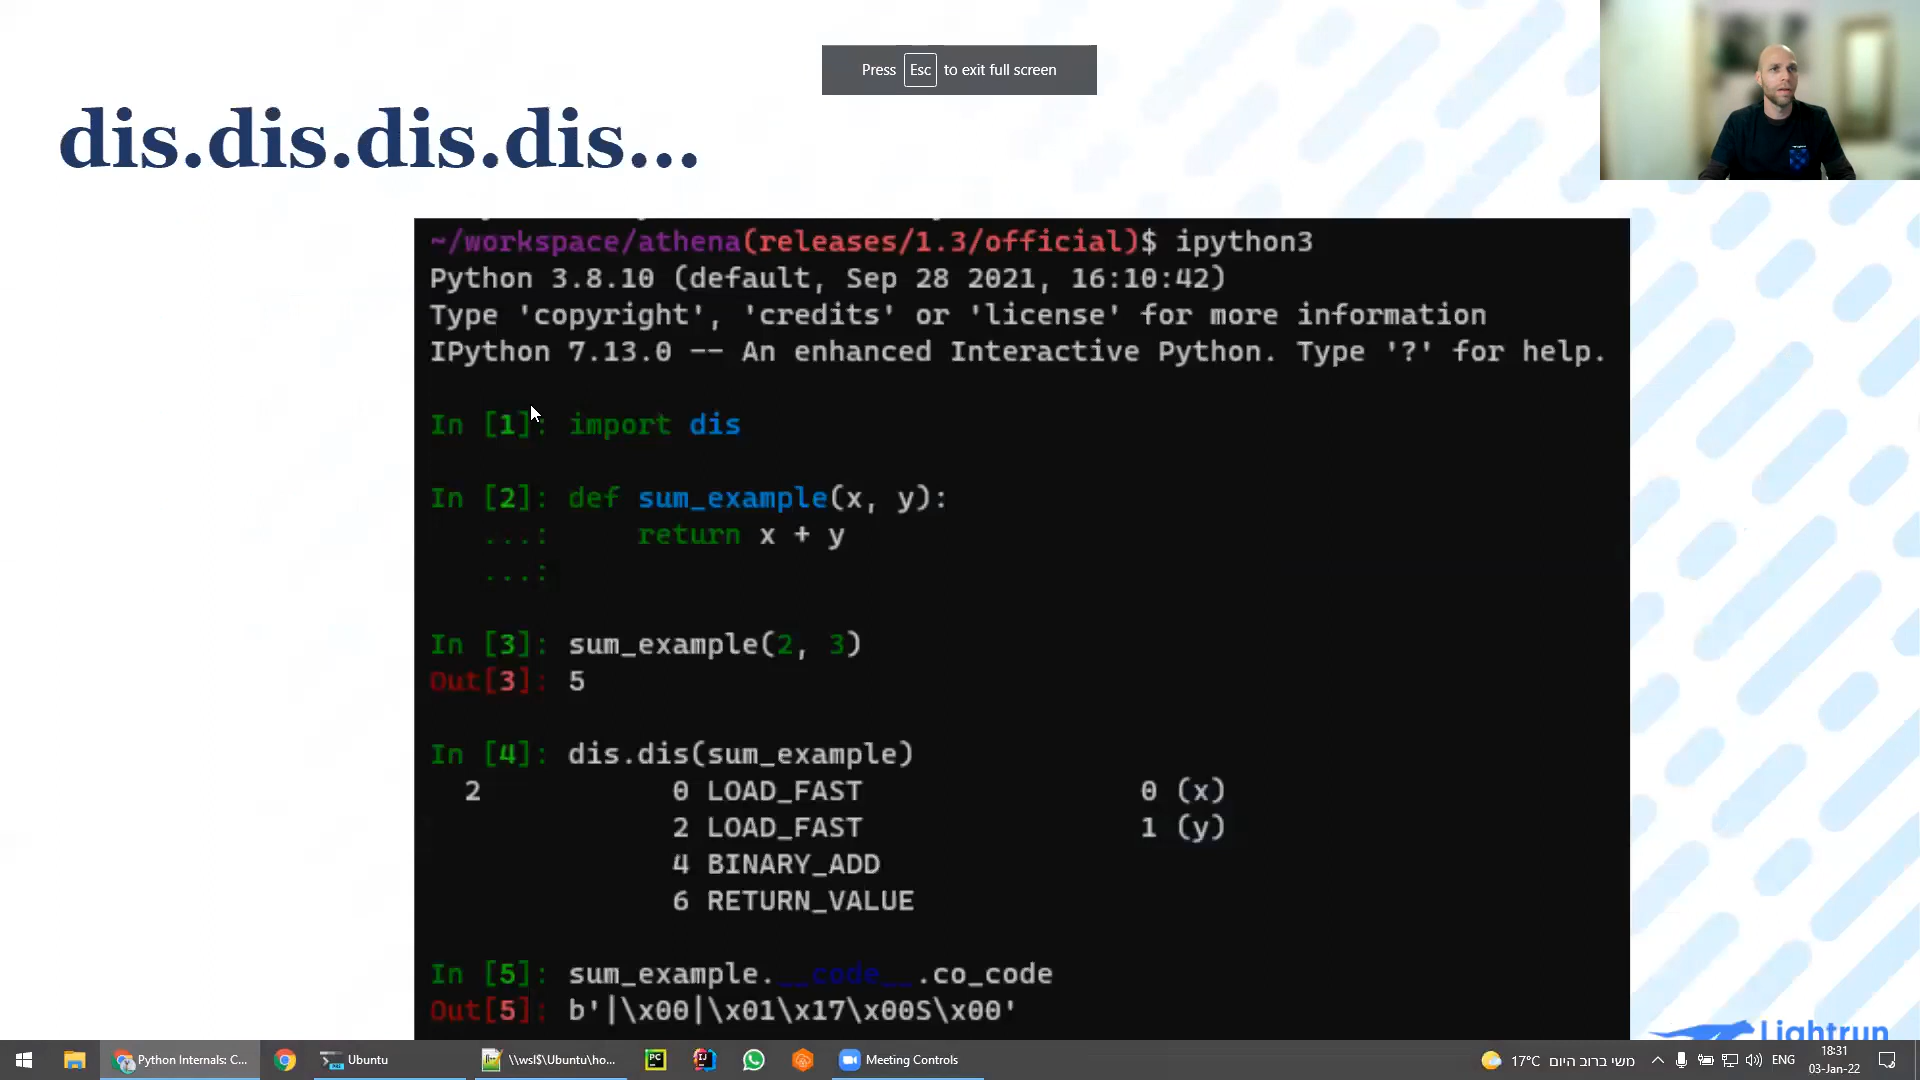 Press Esc to exit full screen
dis.dis.dis.dis...
~/workspace/athena(releases/1.3/official)$ ipython3
Python 3.8.10 (default, Sep 28 2021, 16:10:42)
Type 'copyright', 'credits' or 'license' for more information
IPython 7.13.0 -- An enhanced Interactive Python. Type '?' for help.
In [1]: import dis
In [2]: def sum_example(x, y):
...: return x + y
...:
In [3]: sum_example(2, 3)
Out[3]: 5
In [4]: dis.dis(sum_example)
2 0 LOAD_FAST 0 (x)
2 LOAD_FAST 1 (y)
4 BINARY_ADD
6 RETURN_VALUE
In [5]: sum_example.__code__.co_code
Out[5]: b'|\x00|\x01\x17\x00S\x00'
Lightrun
Python Internals: C...
Ubuntu
\\wsl$\Ubuntu\ho...
Meeting Controls
17°C משי ברוב היום
ENG
18:31
03-Jan-22